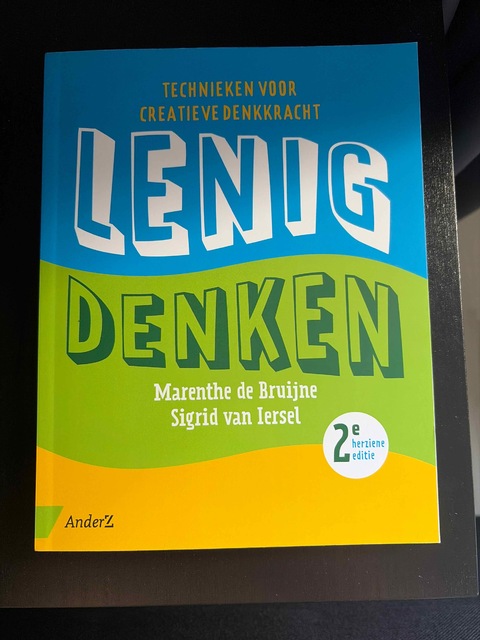 TECHNIEKEN VOOR
CREATIEVE DENKKRACHT
LENIG
DENKEN
Marenthe de Bruijne
Sigrid van Iersel
2e
herziene
editie
AnderZ